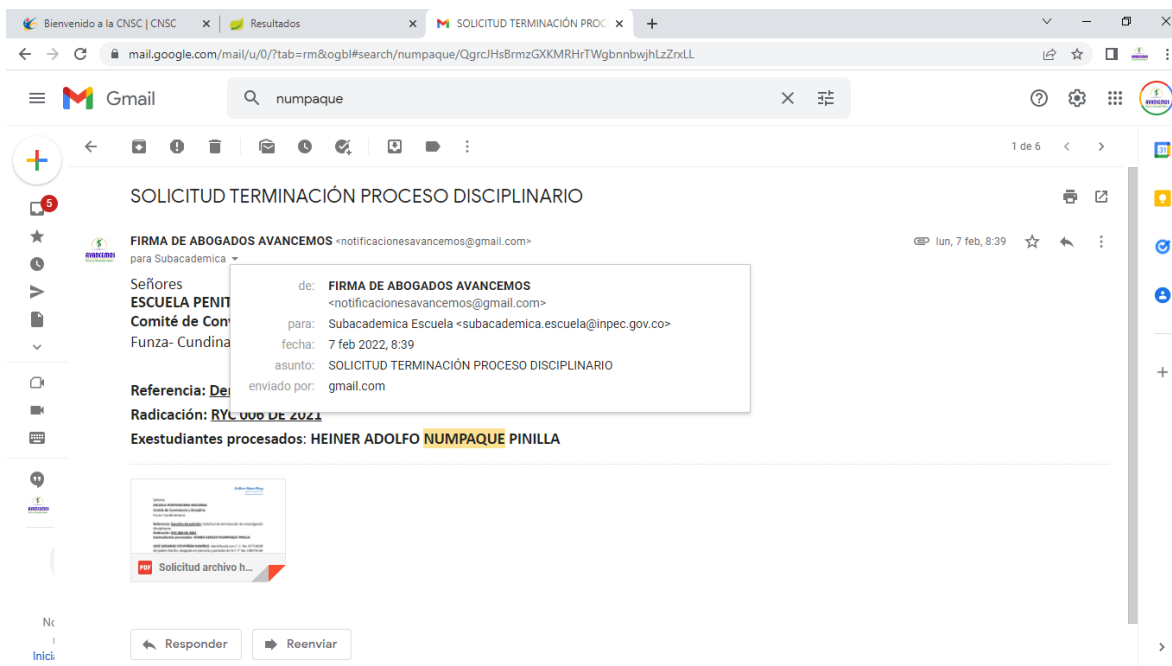 Bienvenido a la CNSC | CNSC
Resultados
SOLICITUD TERMINACIÓN PROC
mail.google.com/mail/u/0/?tab=rm&ogbl#search/numpaque/QgrcJHsBrmzGXKMRHrTWgbnnbwjhLzZrxLL
Gmail
numpaque
1 de 6
5
SOLICITUD TERMINACIÓN PROCESO DISCIPLINARIO
FIRMA DE ABOGADOS AVANCEMOS <notificacionesavancemos@gmail.com>
lun, 7 feb, 8:39
para Subacademica
Señores
ESCUELA PENIT
Comité de Con
Funza- Cundina
de: FIRMA DE ABOGADOS AVANCEMOS
<notificacionesavancemos@gmail.com>
para: Subacademica Escuela <subacademica.escuela@inpec.gov.co>
fecha: 7 feb 2022, 8:39
asunto: SOLICITUD TERMINACIÓN PROCESO DISCIPLINARIO
enviado por: gmail.com
Referencia: De
Radicación: RYC 006 DE 2021
Exestudiantes procesados: HEINER ADOLFO NUMPAQUE PINILLA
PDF Solicitud archivo h...
Responder
Reenviar
No
Inicia